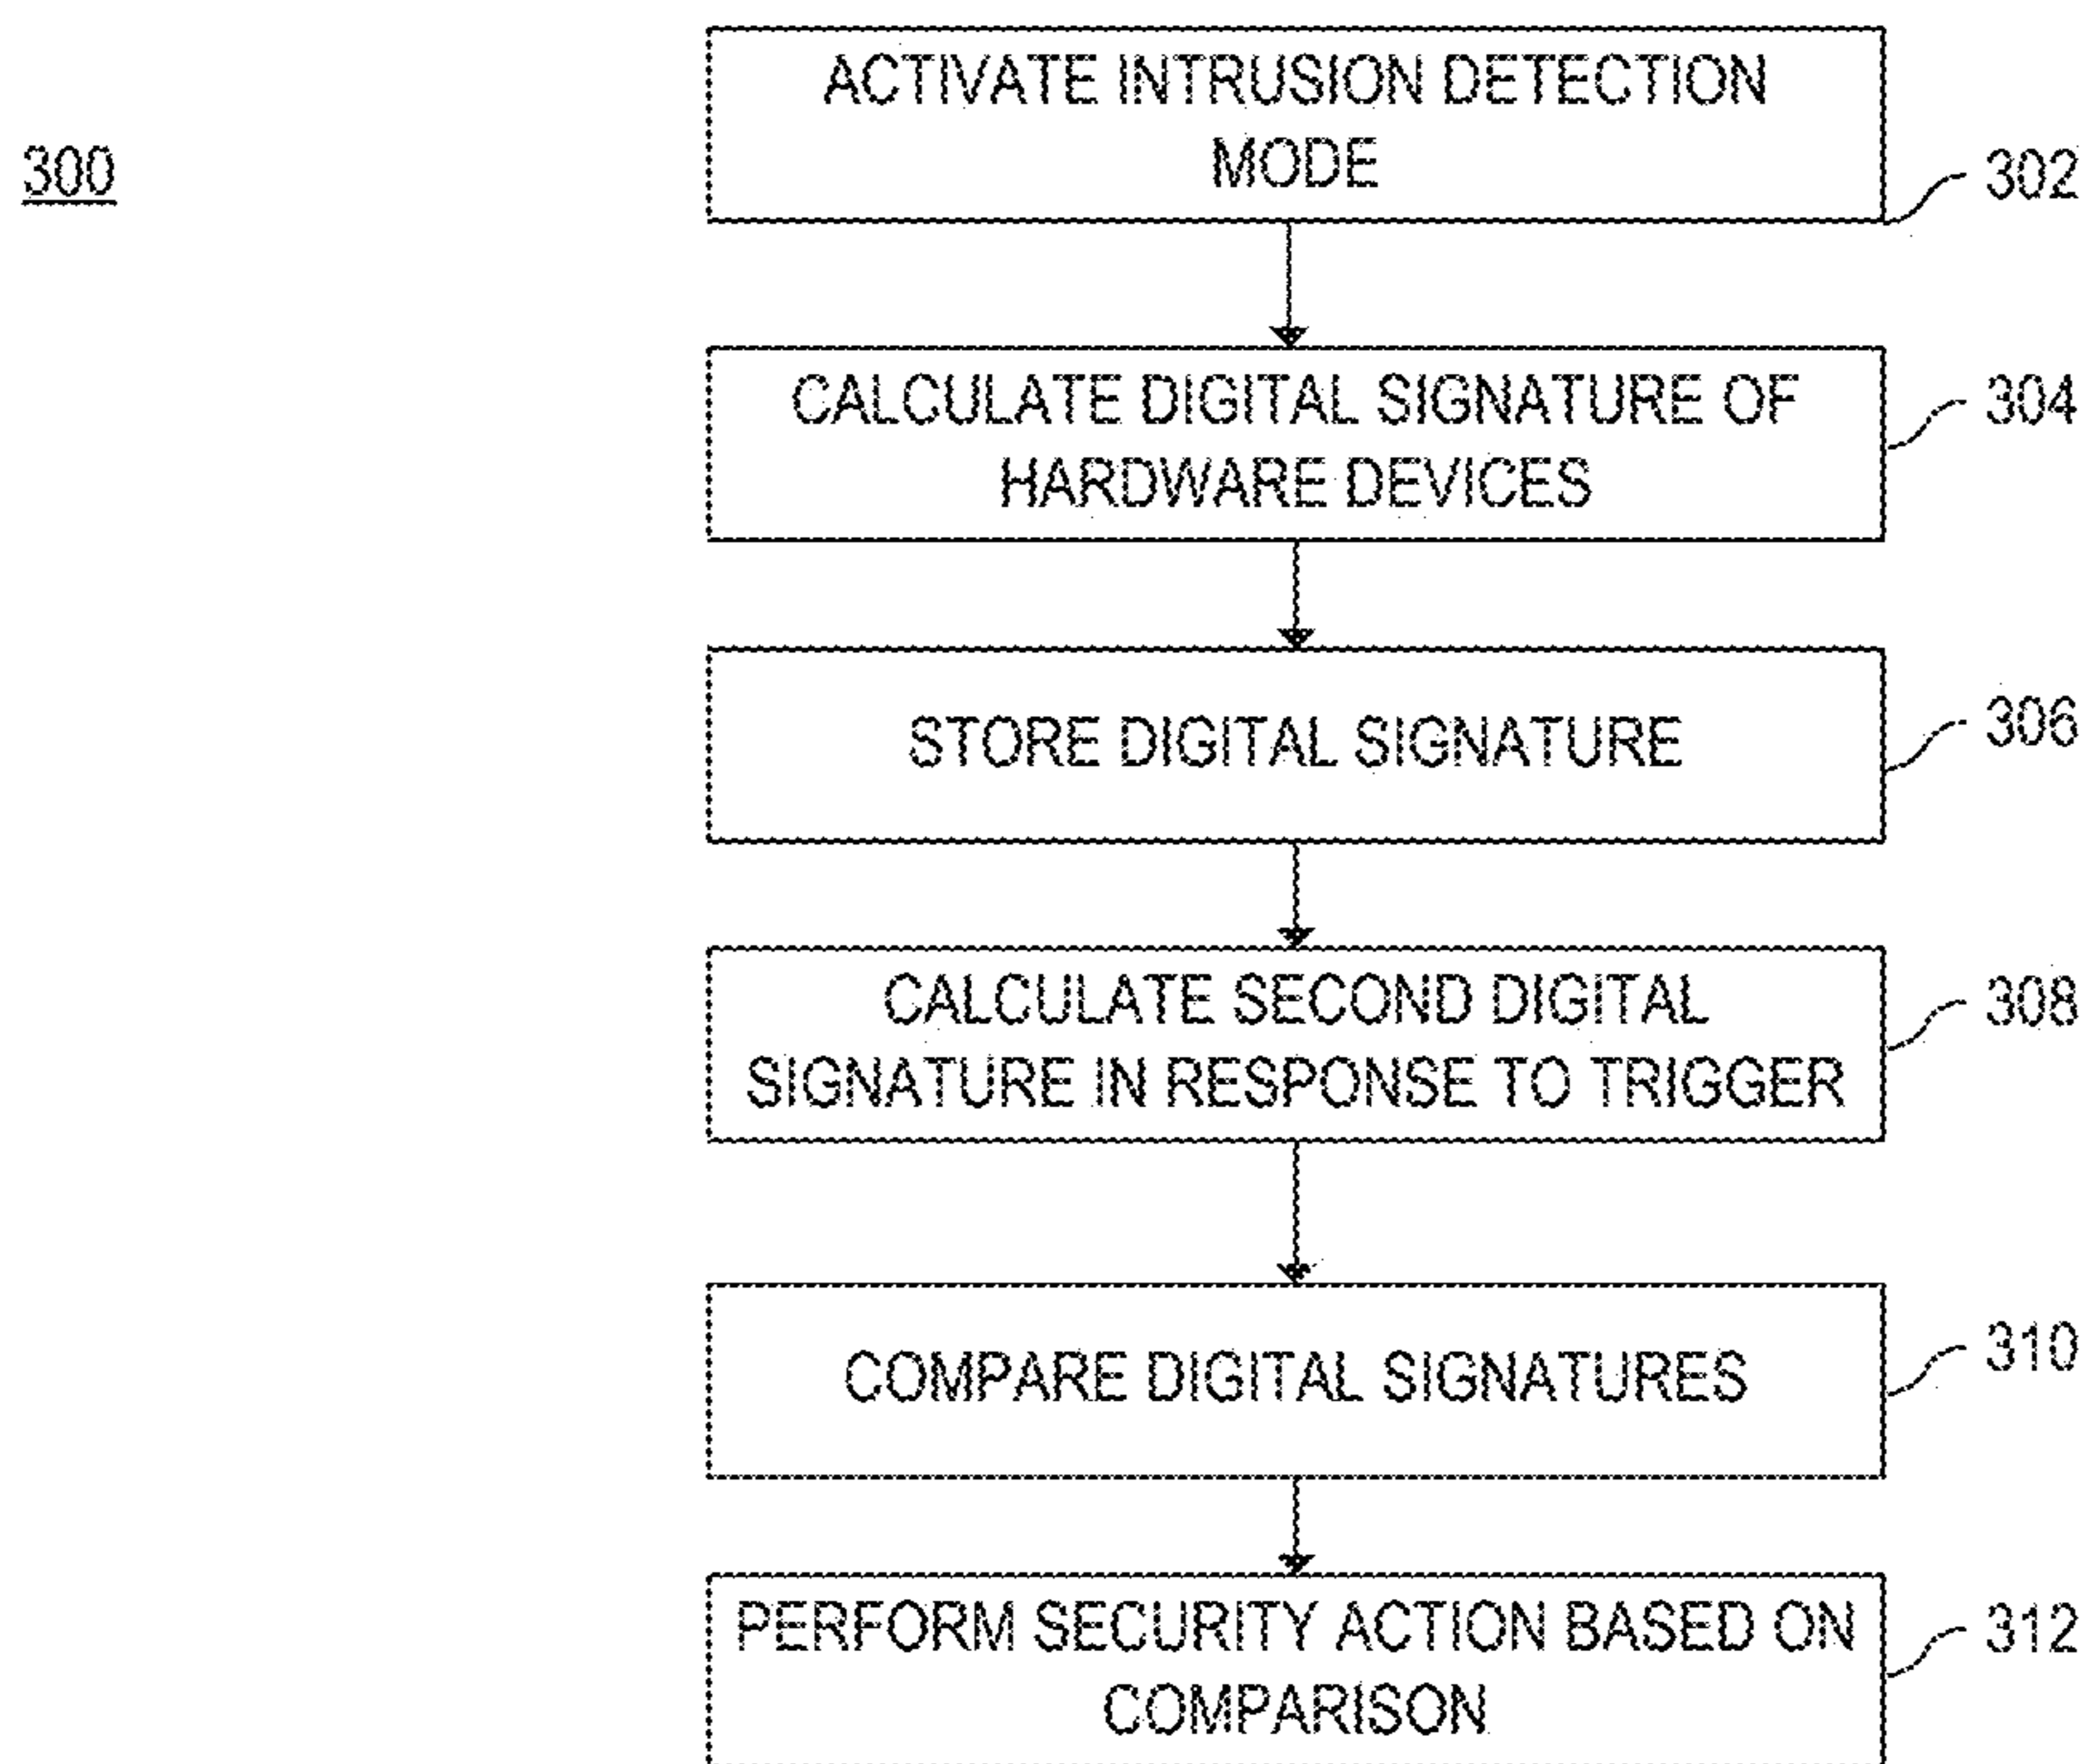 300
ACTIVATE INTRUSION DETECTION
MODE
302
CALCULATE DIGITAL SIGNATURE OF
HARDWARE DEVICES
304
STORE DIGITAL SIGNATURE
306
CALCULATE SECOND DIGITAL
SIGNATURE IN RESPONSE TO TRIGGER
308
COMPARE DIGITAL SIGNATURES
310
PERFORM SECURITY ACTION BASED ON
COMPARISON
312